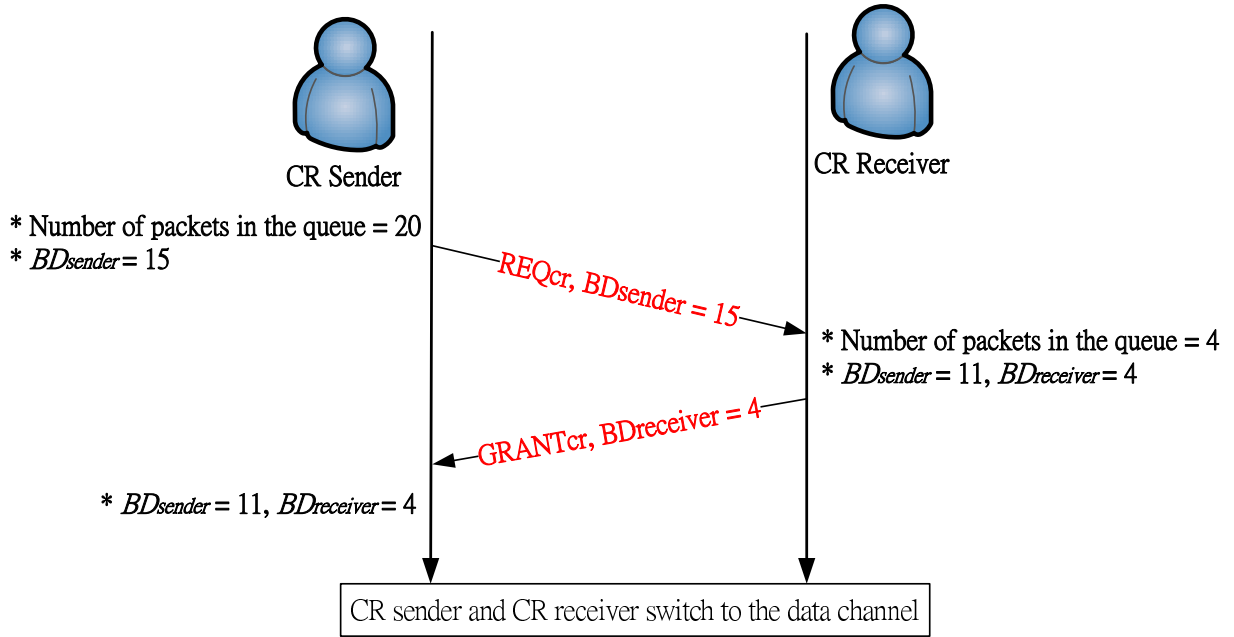 CR Sender
CR Receiver
* Number of packets in the queue = 20
* BDsender = 15
REQcr, BDsender = 15
* Number of packets in the queue = 4
* BDsender = 11, BDreceiver = 4
GRANTcr, BDreceiver = 4
* BDsender = 11, BDreceiver = 4
CR sender and CR receiver switch to the data channel